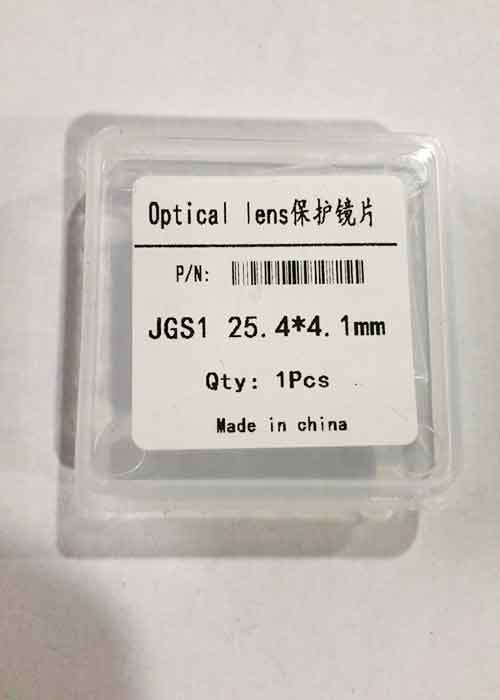 Optical lens保护镜片
P/N:
JGS1 25.4*4.1mm
Qty: 1Pcs
Made in china